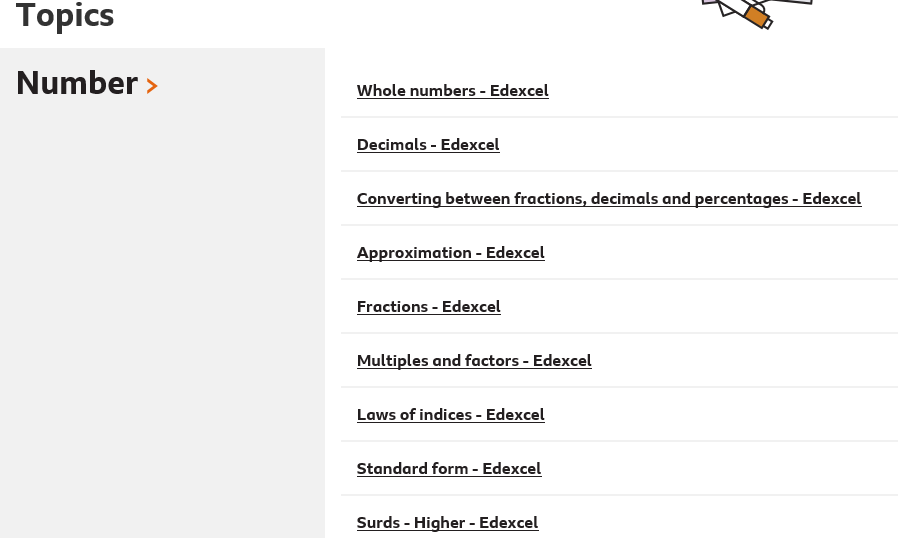 Topics
Number >
Whole numbers - Edexcel
Decimals - Edexcel
Converting between fractions, decimals and percentages - Edexcel
Approximation - Edexcel
Fractions - Edexcel
Multiples and factors - Edexcel
Laws of indices - Edexcel
Standard form - Edexcel
Surds - Higher - Edexcel